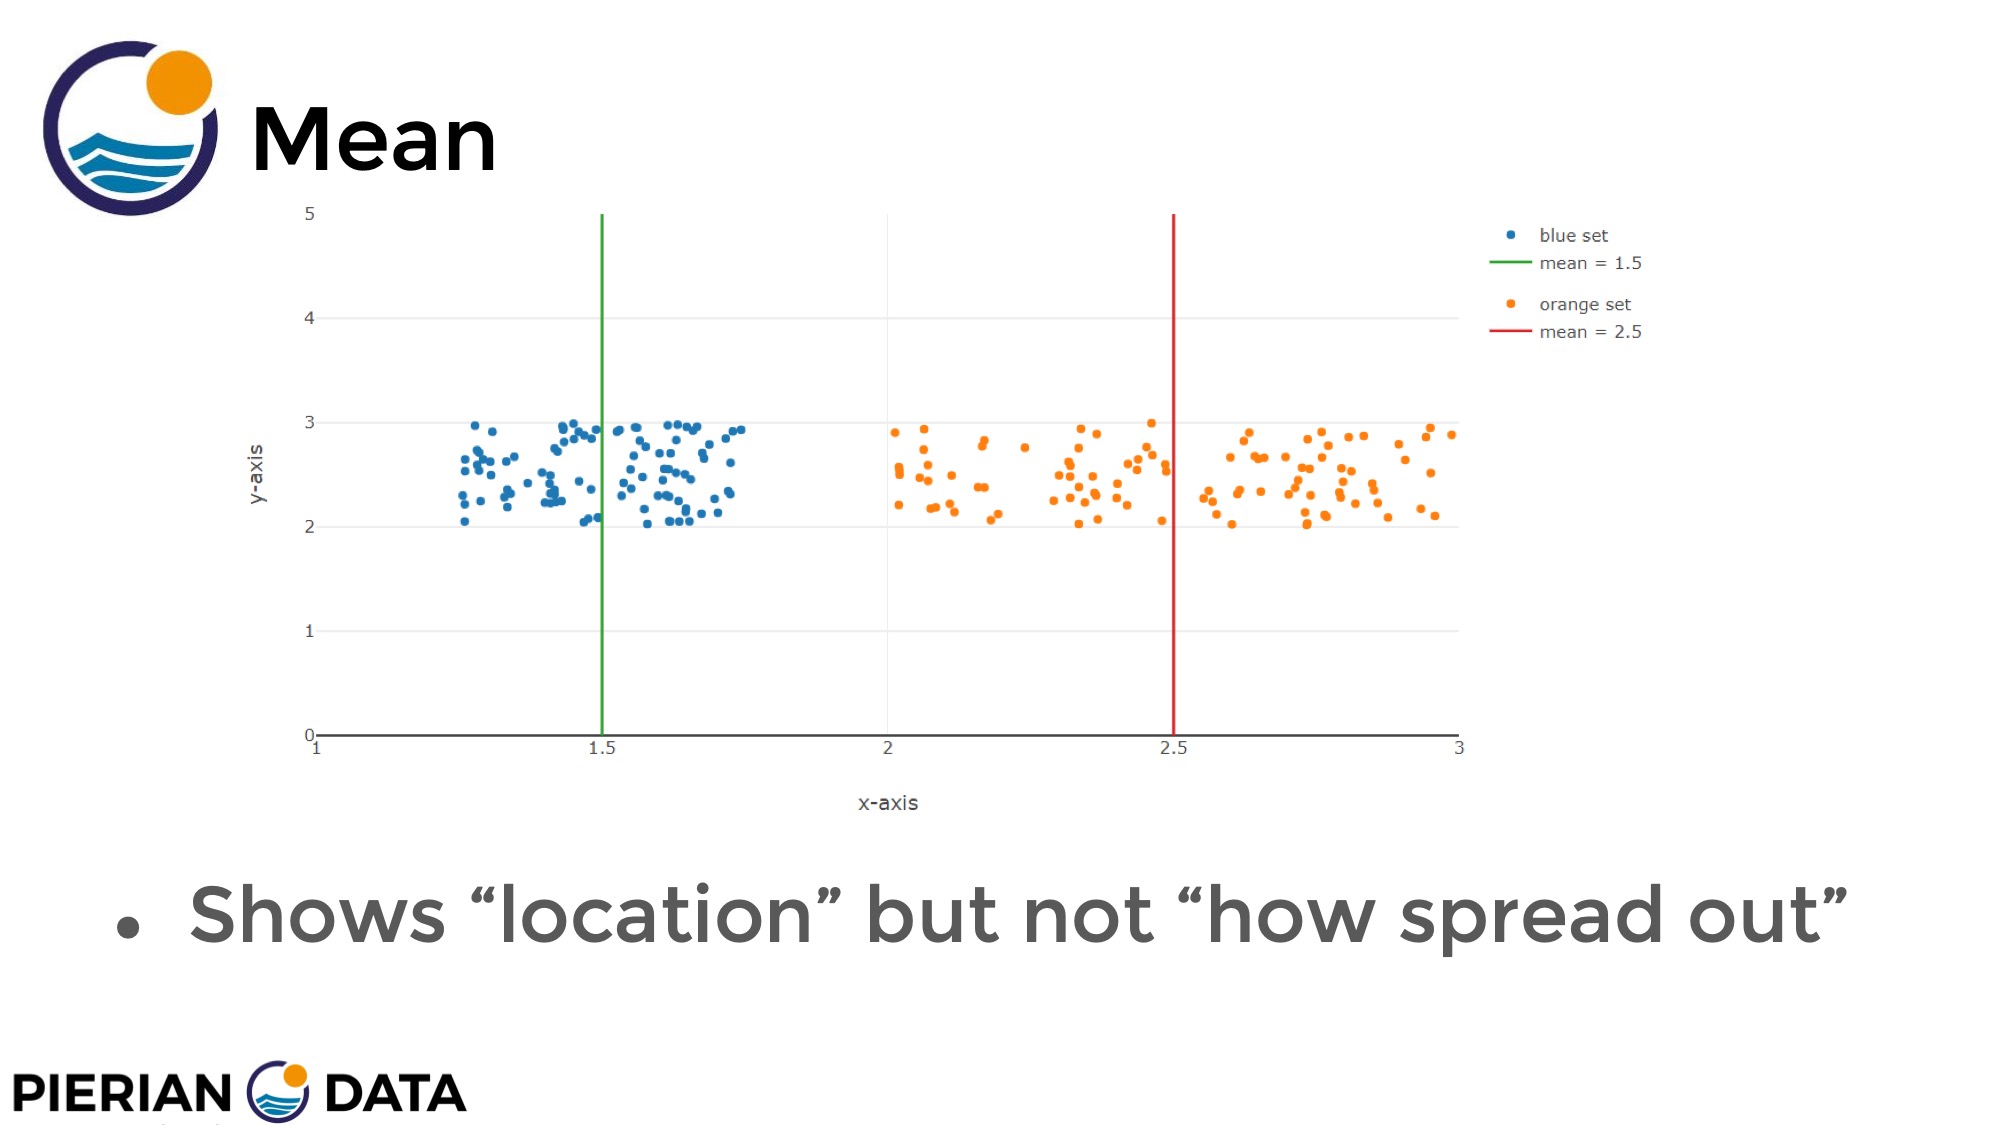 Mean
5
4
3
2
1
0
y-axis
1
1.5
2
2.5
3
x-axis
blue set
mean = 1.5
orange set
mean = 2.5
• Shows “location” but not “how spread out”
PIERIAN DATA